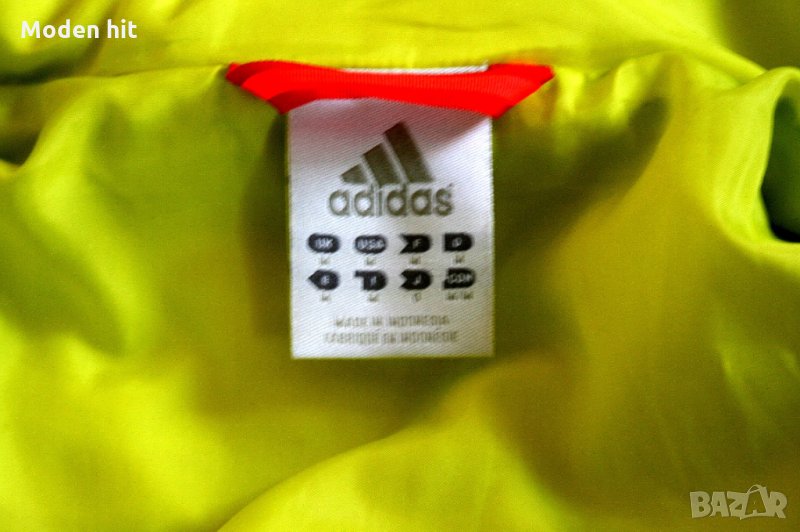 Moden hit
adidas
UK USA F D
M M M M
E I J
M M
MADE IN INDONESIA
FABRIQUÉ EN INDONÉSIE
BAZAR